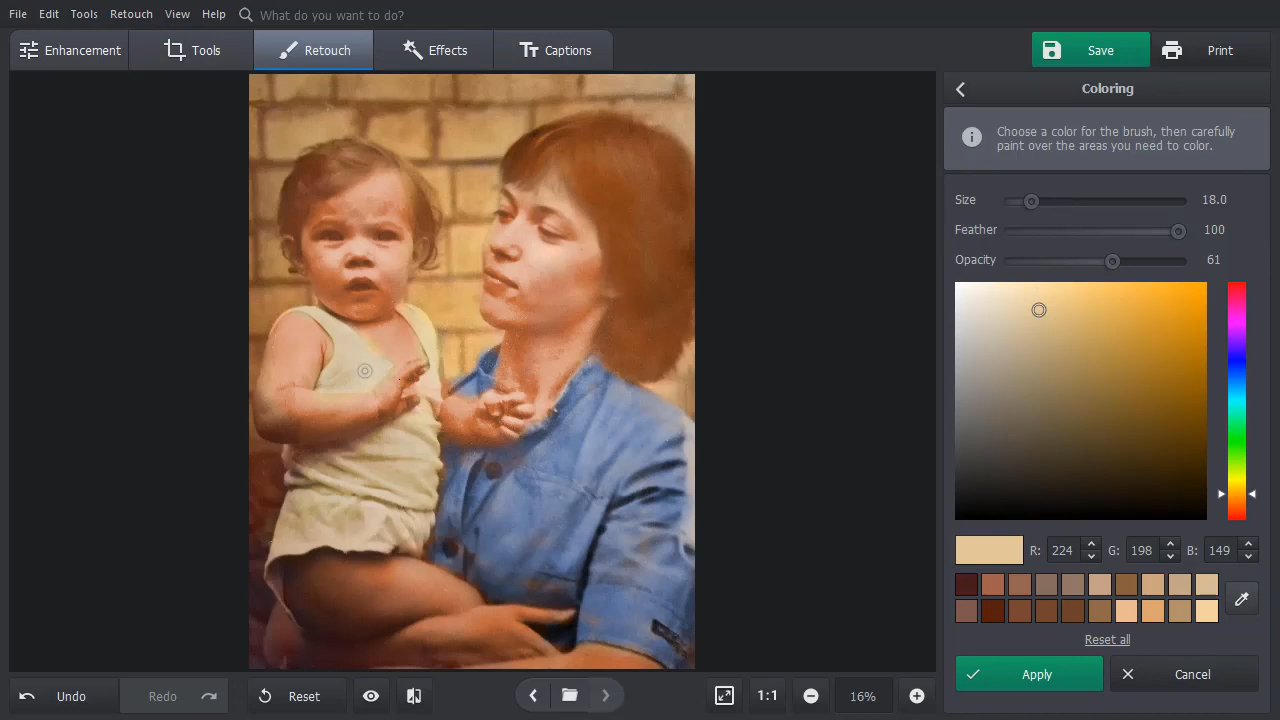 File Edit Tools Retouch View Help What do you want to do?
Enhancement Tools Retouch Effects Captions Save Print
Coloring
Choose a color for the brush, then carefully
paint over the areas you need to color.
Size 18.0
Feather 100
Opacity 61
R: 224 G: 198 B: 149
Reset all
Apply Cancel
Undo Redo Reset 1:1 16%